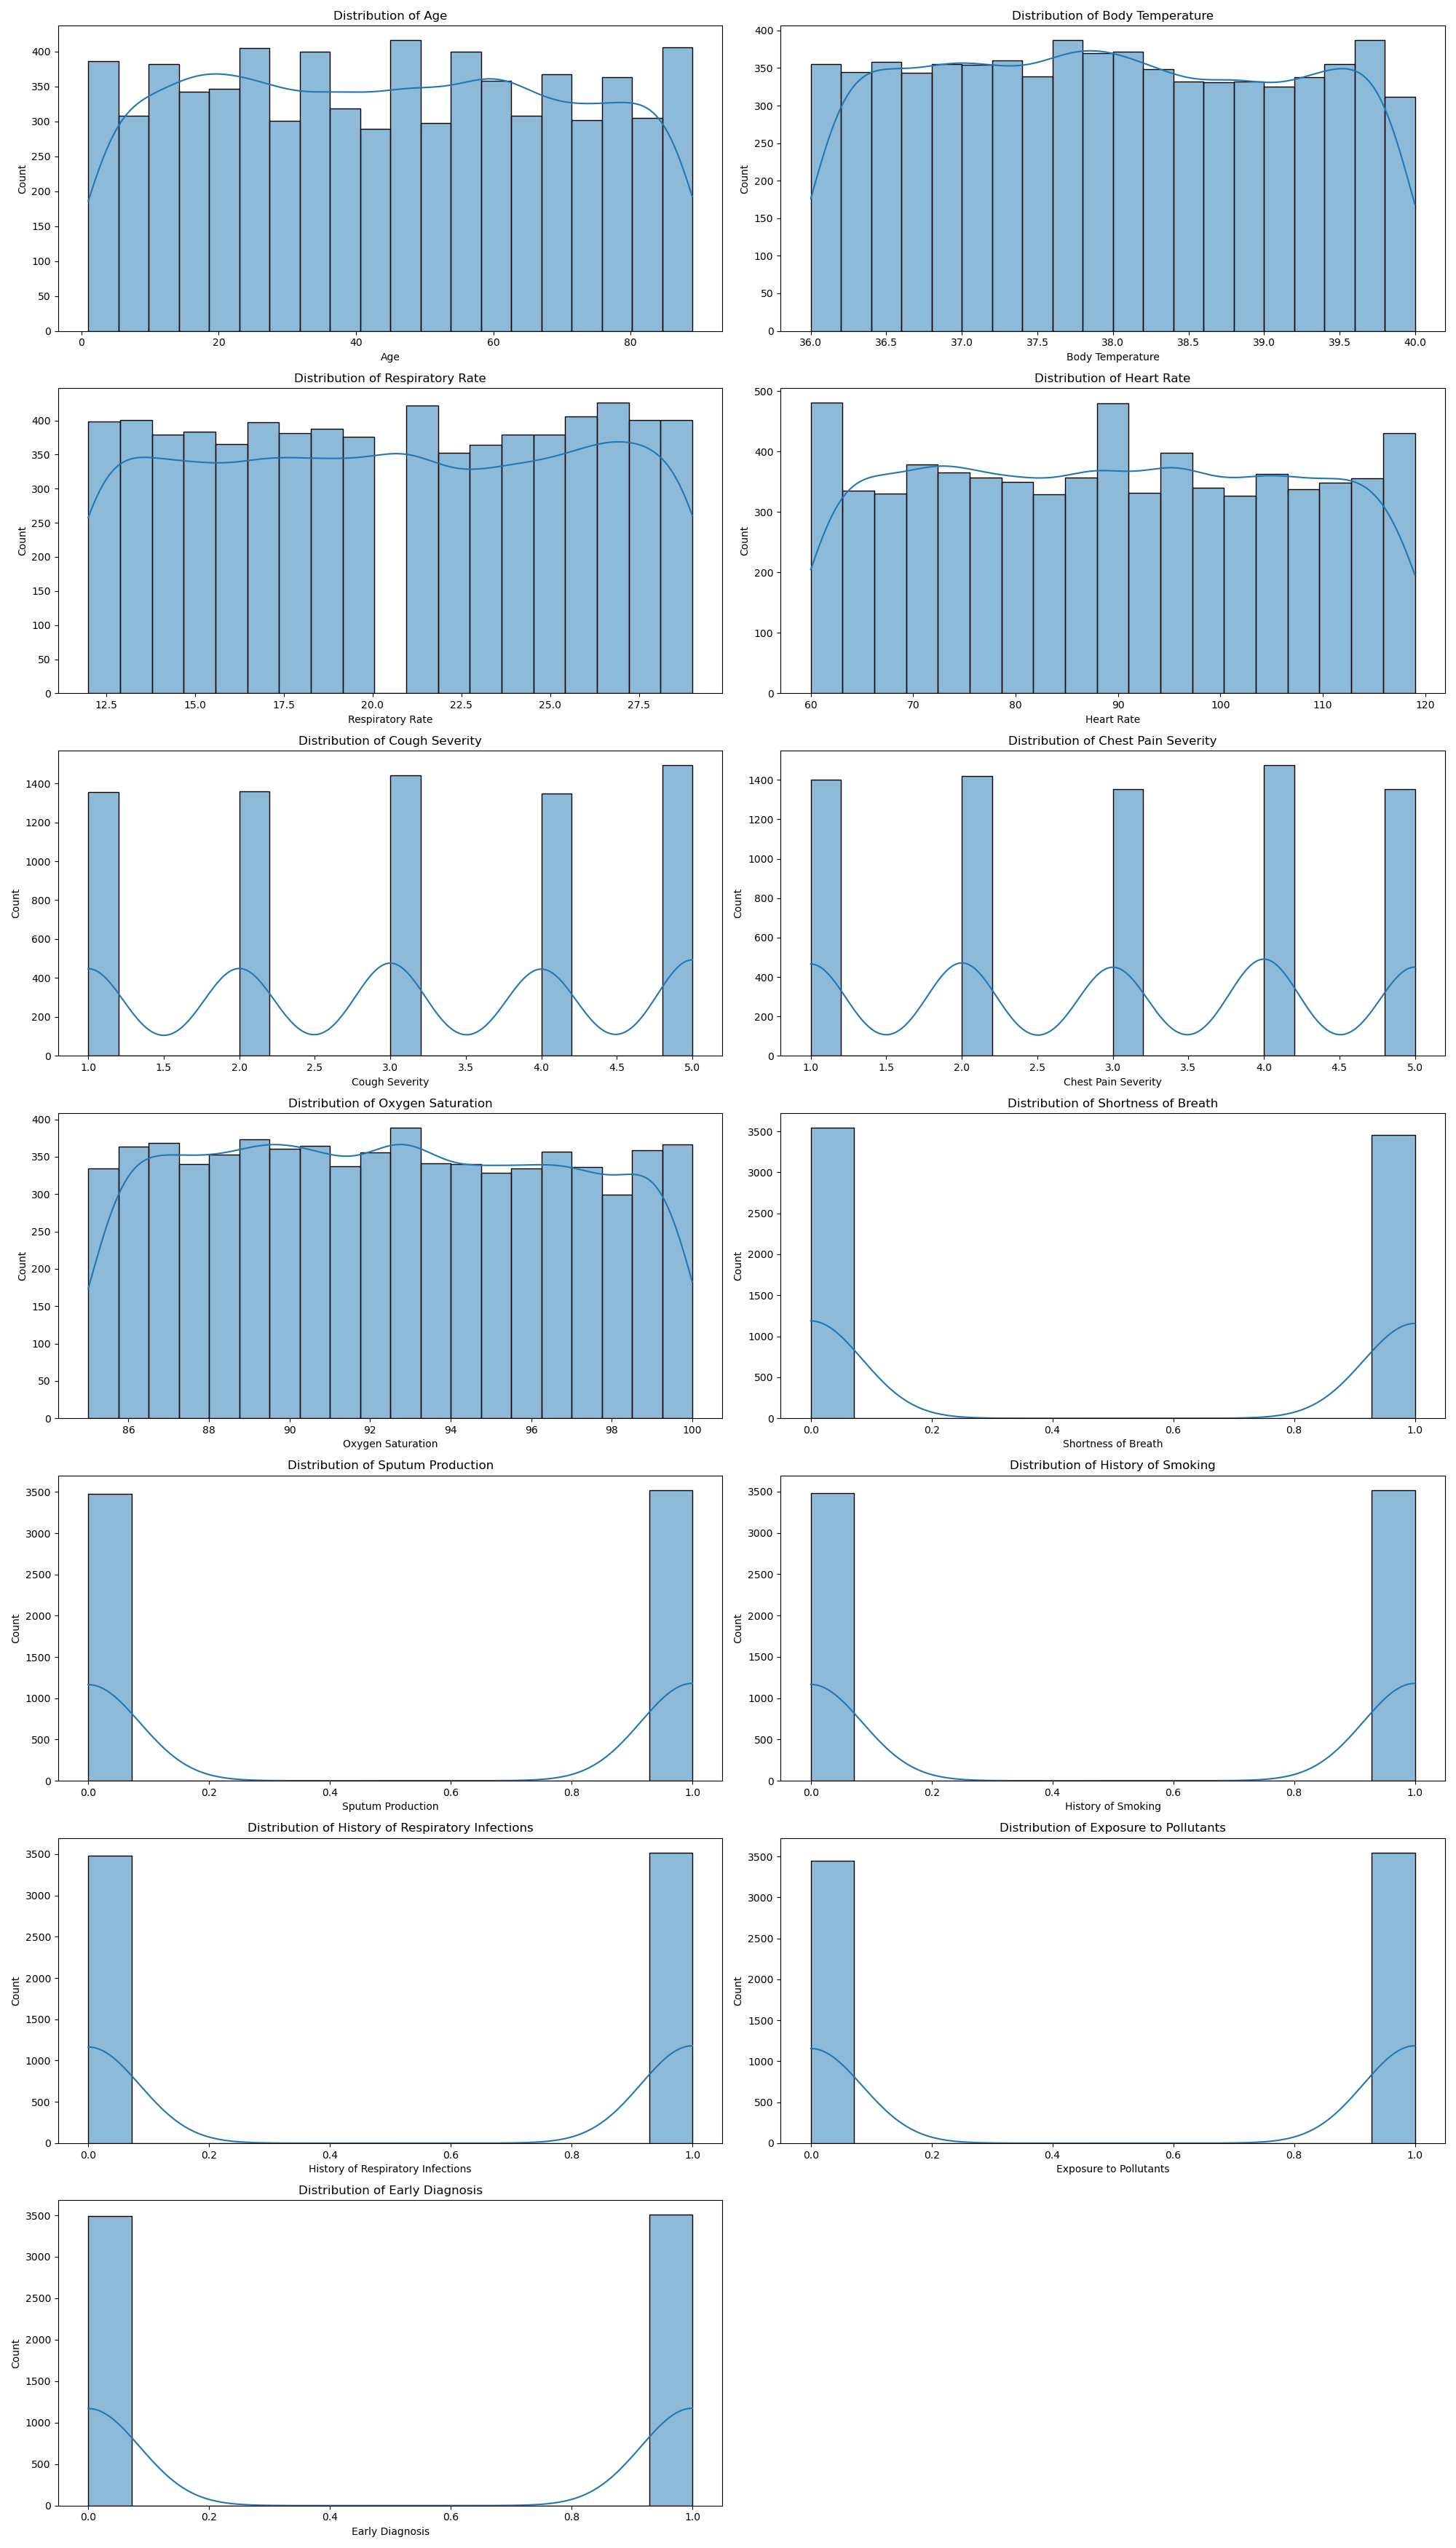 Distribution of Age
400
350
300
250
200
150
100
50
0
Count
0 20 40 60 80
Age
Distribution of Body Temperature
400
350
300
250
200
150
100
50
0
Count
36.0 36.5 37.0 37.5 38.0 38.5 39.0 39.5 40.0
Body Temperature
Distribution of Respiratory Rate
400
350
300
250
200
150
100
50
0
Count
12.5 15.0 17.5 20.0 22.5 25.0 27.5
Respiratory Rate
Distribution of Heart Rate
500
400
300
200
100
0
Count
60 70 80 90 100 110 120
Heart Rate
Distribution of Cough Severity
1400
1200
1000
800
600
400
200
0
Count
1.0 1.5 2.0 2.5 3.0 3.5 4.0 4.5 5.0
Cough Severity
Distribution of Chest Pain Severity
1400
1200
1000
800
600
400
200
0
Count
1.0 1.5 2.0 2.5 3.0 3.5 4.0 4.5 5.0
Chest Pain Severity
Distribution of Oxygen Saturation
400
350
300
250
200
150
100
50
0
Count
86 88 90 92 94 96 98 100
Oxygen Saturation
Distribution of Shortness of Breath
3500
3000
2500
2000
1500
1000
500
0
Count
0.0 0.2 0.4 0.6 0.8 1.0
Shortness of Breath
Distribution of Sputum Production
3500
3000
2500
2000
1500
1000
500
0
Count
0.0 0.2 0.4 0.6 0.8 1.0
Sputum Production
Distribution of History of Smoking
3500
3000
2500
2000
1500
1000
500
0
Count
0.0 0.2 0.4 0.6 0.8 1.0
History of Smoking
Distribution of History of Respiratory Infections
3500
3000
2500
2000
1500
1000
500
0
Count
0.0 0.2 0.4 0.6 0.8 1.0
History of Respiratory Infections
Distribution of Exposure to Pollutants
3500
3000
2500
2000
1500
1000
500
0
Count
0.0 0.2 0.4 0.6 0.8 1.0
Exposure to Pollutants
Distribution of Early Diagnosis
3500
3000
2500
2000
1500
1000
500
0
Count
0.0 0.2 0.4 0.6 0.8 1.0
Early Diagnosis